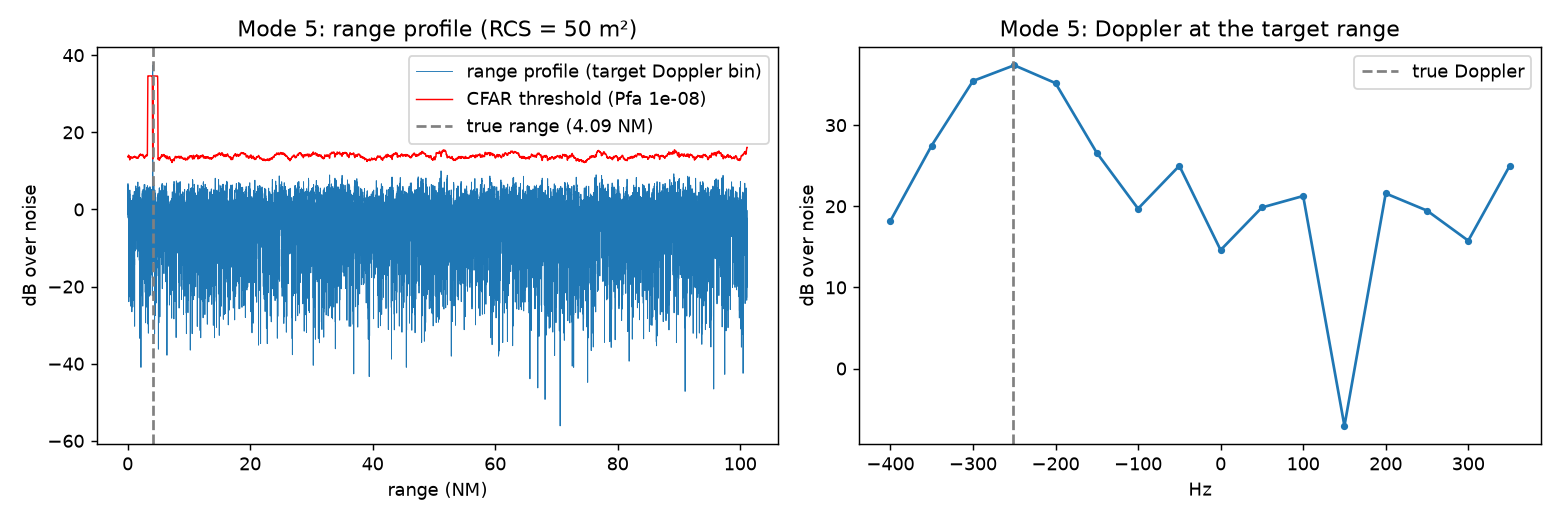 Mode 5: range profile (RCS = 50 m²)
range profile (target Doppler bin)
CFAR threshold (Pfa 1e-08)
true range (4.09 NM)
dB over noise
40
20
0
−20
−40
−60
0
20
40
60
80
100
range (NM)
Mode 5: Doppler at the target range
true Doppler
dB over noise
30
20
10
0
−400
−300
−200
−100
0
100
200
300
Hz